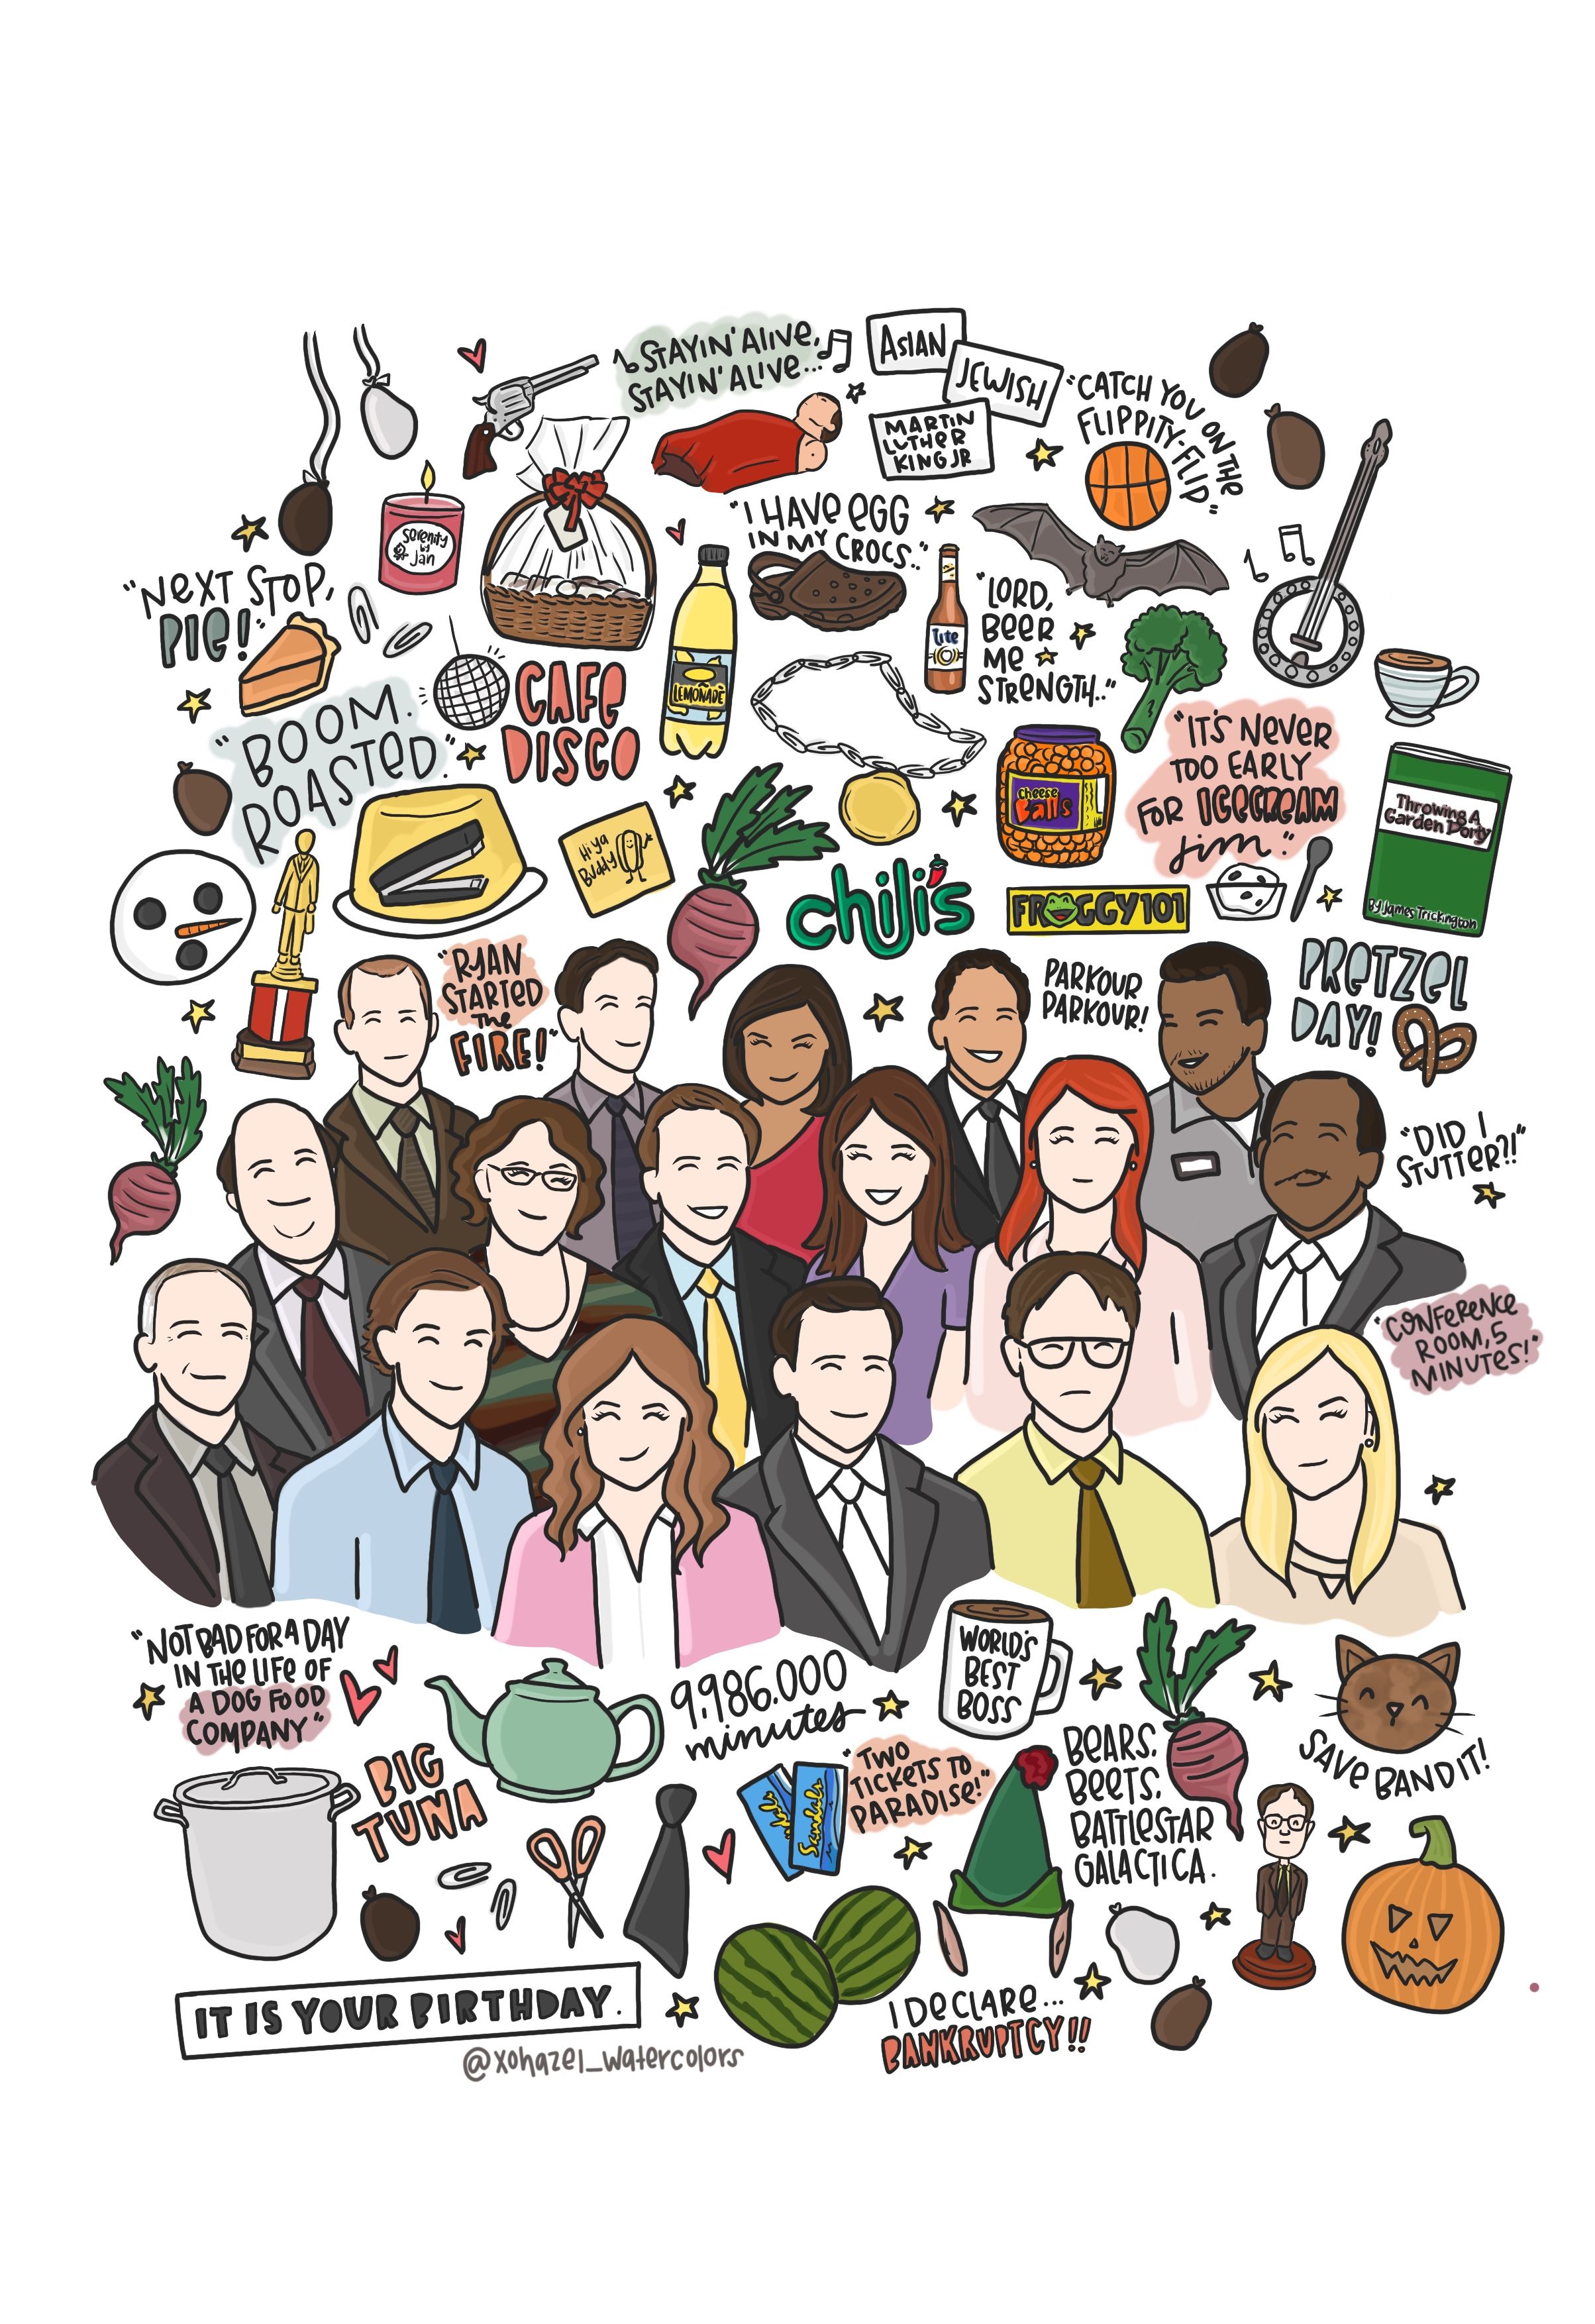 STAYIN' ALIVE,
STAYIN' ALIVE...
ASIAN
JEWISH
MARTIN
LUTHER
KING JR
"CATCH YOU ON THE
FLIPPITY-FLIP"
Serenity
by
Jan
"I HAVE EGG
IN MY CROCS."
"NEXT STOP,
PIE!"
Lite
"LORD,
BEER
ME
STRENGTH.."
CAFE
DISCO
LEMONADE
"BOOM.
ROASTED."
Cheese
Balls
"IT'S NEVER
TOO EARLY
FOR ICECREAM
Jim."
Throwing A
Garden Party
By James Trickington
Hiya
Buddy
chili's
FROGGY101
"RYAN
STARTED
THE
FIRE!"
PARKOUR
PARKOUR!
PRETZEL
DAY!
"DID I
STUTTER?!"
"CONFERENCE
ROOM, 5
MINUTES!"
"NOT BAD FOR A DAY
IN THE LIFE OF
A DOG FOOD
COMPANY"
9,986,000
minutes
WORLD'S
BEST
BOSS
SAVE BANDIT!
BIG
TUNA
Sandals
"TWO
TICKETS TO
PARADISE!"
BEARS.
BEETS.
BATTLESTAR
GALACTICA.
IT IS YOUR BIRTHDAY.
I DECLARE...
BANKRUPTCY!!
@xohazel_watercolors